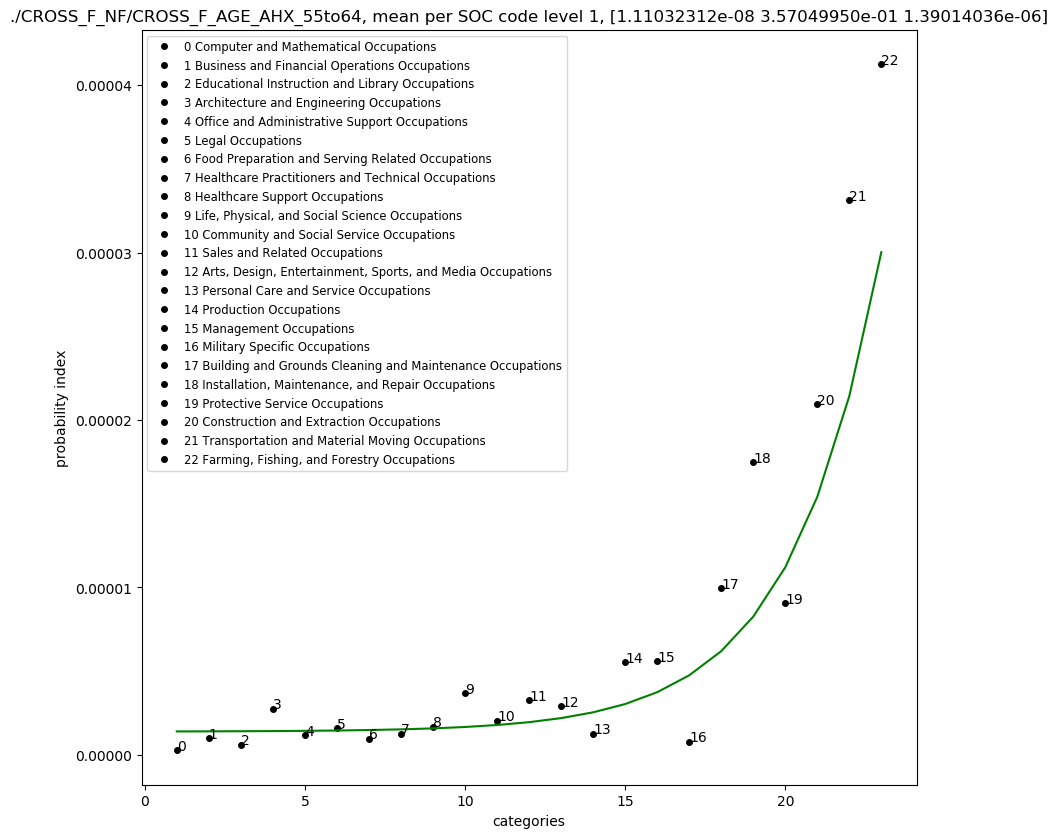 ./CROSS_F_NF/CROSS_F_AGE_AHX_55to64, mean per SOC code level 1, [1.11032312e-08 3.57049950e-01 1.39014036e-06]
0 Computer and Mathematical Occupations
1 Business and Financial Operations Occupations
2 Educational Instruction and Library Occupations
3 Architecture and Engineering Occupations
4 Office and Administrative Support Occupations
5 Legal Occupations
6 Food Preparation and Serving Related Occupations
7 Healthcare Practitioners and Technical Occupations
8 Healthcare Support Occupations
9 Life, Physical, and Social Science Occupations
10 Community and Social Service Occupations
11 Sales and Related Occupations
12 Arts, Design, Entertainment, Sports, and Media Occupations
13 Personal Care and Service Occupations
14 Production Occupations
15 Management Occupations
16 Military Specific Occupations
17 Building and Grounds Cleaning and Maintenance Occupations
18 Installation, Maintenance, and Repair Occupations
19 Protective Service Occupations
20 Construction and Extraction Occupations
21 Transportation and Material Moving Occupations
22 Farming, Fishing, and Forestry Occupations
probability index
0.00004
0.00003
0.00002
0.00001
0.00000
0
1
2
3
4
5
6
7
8
9
10
11
12
13
14
15
16
17
18
19
20
21
22
0 5 10 15 20
categories